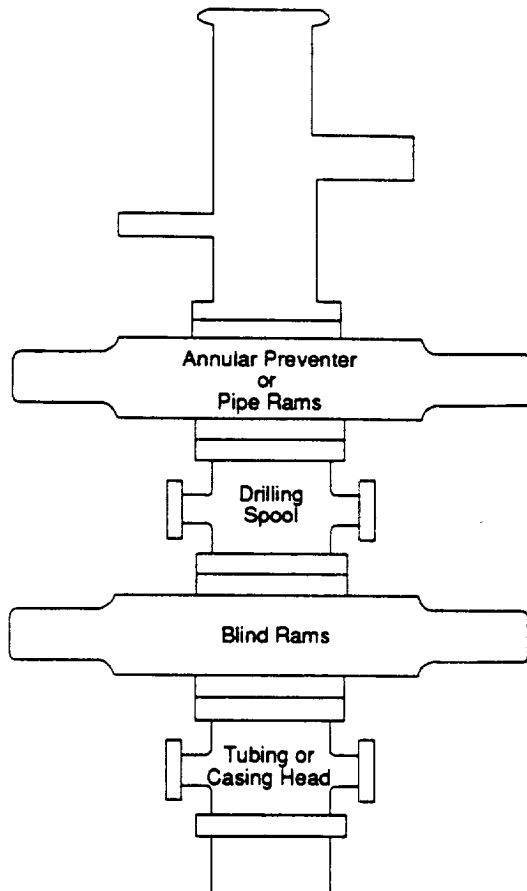 Annular Preventer
or
Pipe Rams
Drilling
Spool
Blind Rams
Tubing or
Casing Head